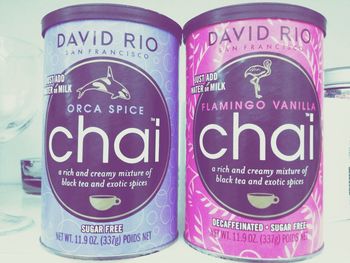 DAVID RIO
SAN FRANCISCO
JUST ADD
WATER OR MILK
ORCA SPICE
chai™
a rich and creamy mixture of
black tea and exotic spices
SUGAR FREE
NET WT. 11.9 OZ. (337g) POIDS NET
DAVID RIO
SAN FRANCISCO
JUST ADD
WATER OR MILK
FLAMINGO VANILLA
chai™
a rich and creamy mixture of
black tea and exotic spices
DECAFFEINATED • SUGAR FREE
NET WT. 11.9 OZ. (337g) POIDS NET